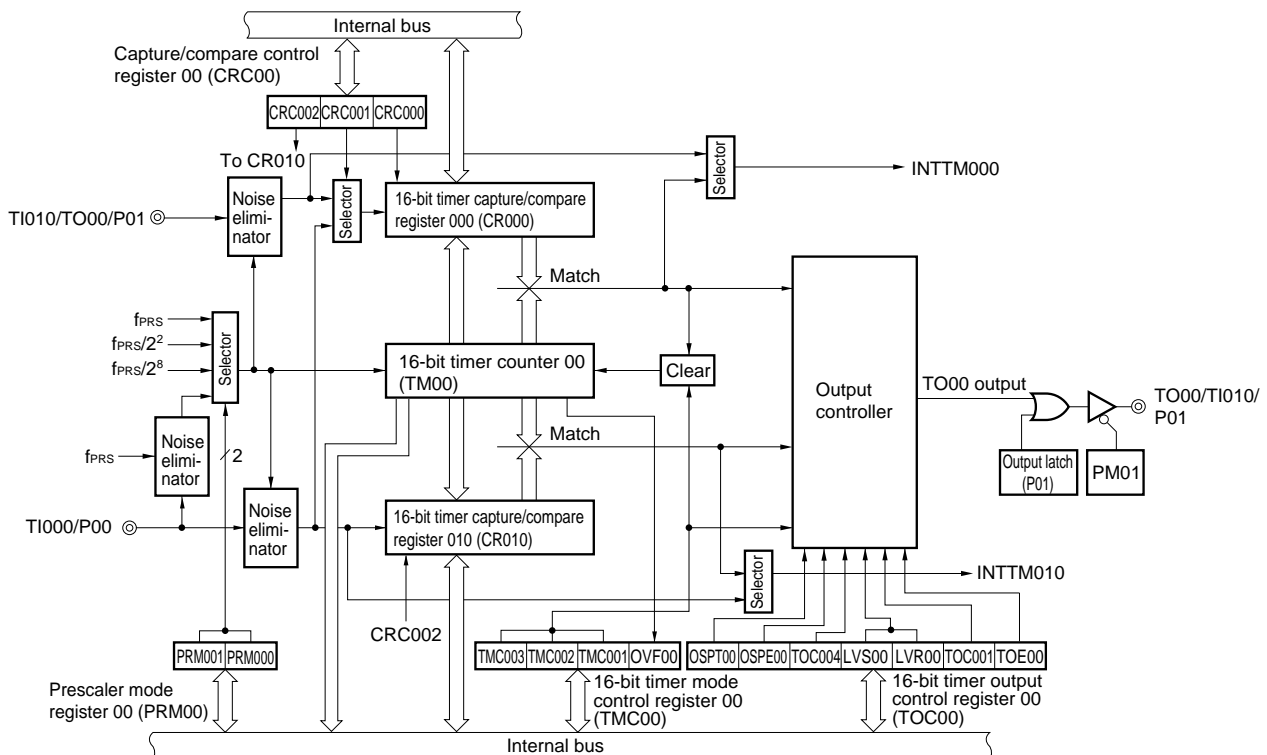 Internal bus
Capture/compare control
register 00 (CRC00)
CRC002 CRC001 CRC000
To CR010
Selector
INTTM000
TI010/TO00/P01
Noise
elimi-
nator
Selector
16-bit timer capture/compare
register 000 (CR000)
Match
fPRS
fPRS/2²
fPRS/2⁸
Selector
16-bit timer counter 00
(TM00)
Clear
Output
controller
TO00 output
TO00/TI010/
P01
Match
fPRS
Noise
elimi-
nator
2
Output latch
(P01)
PM01
TI000/P00
Noise
elimi-
nator
16-bit timer capture/compare
register 010 (CR010)
Selector
INTTM010
CRC002
PRM001 PRM000
TMC003 TMC002 TMC001 OVF00
OSPT00 OSPE00 TOC004 LVS00 LVR00 TOC001 TOE00
Prescaler mode
register 00 (PRM00)
16-bit timer mode
control register 00
(TMC00)
16-bit timer output
control register 00
(TOC00)
Internal bus